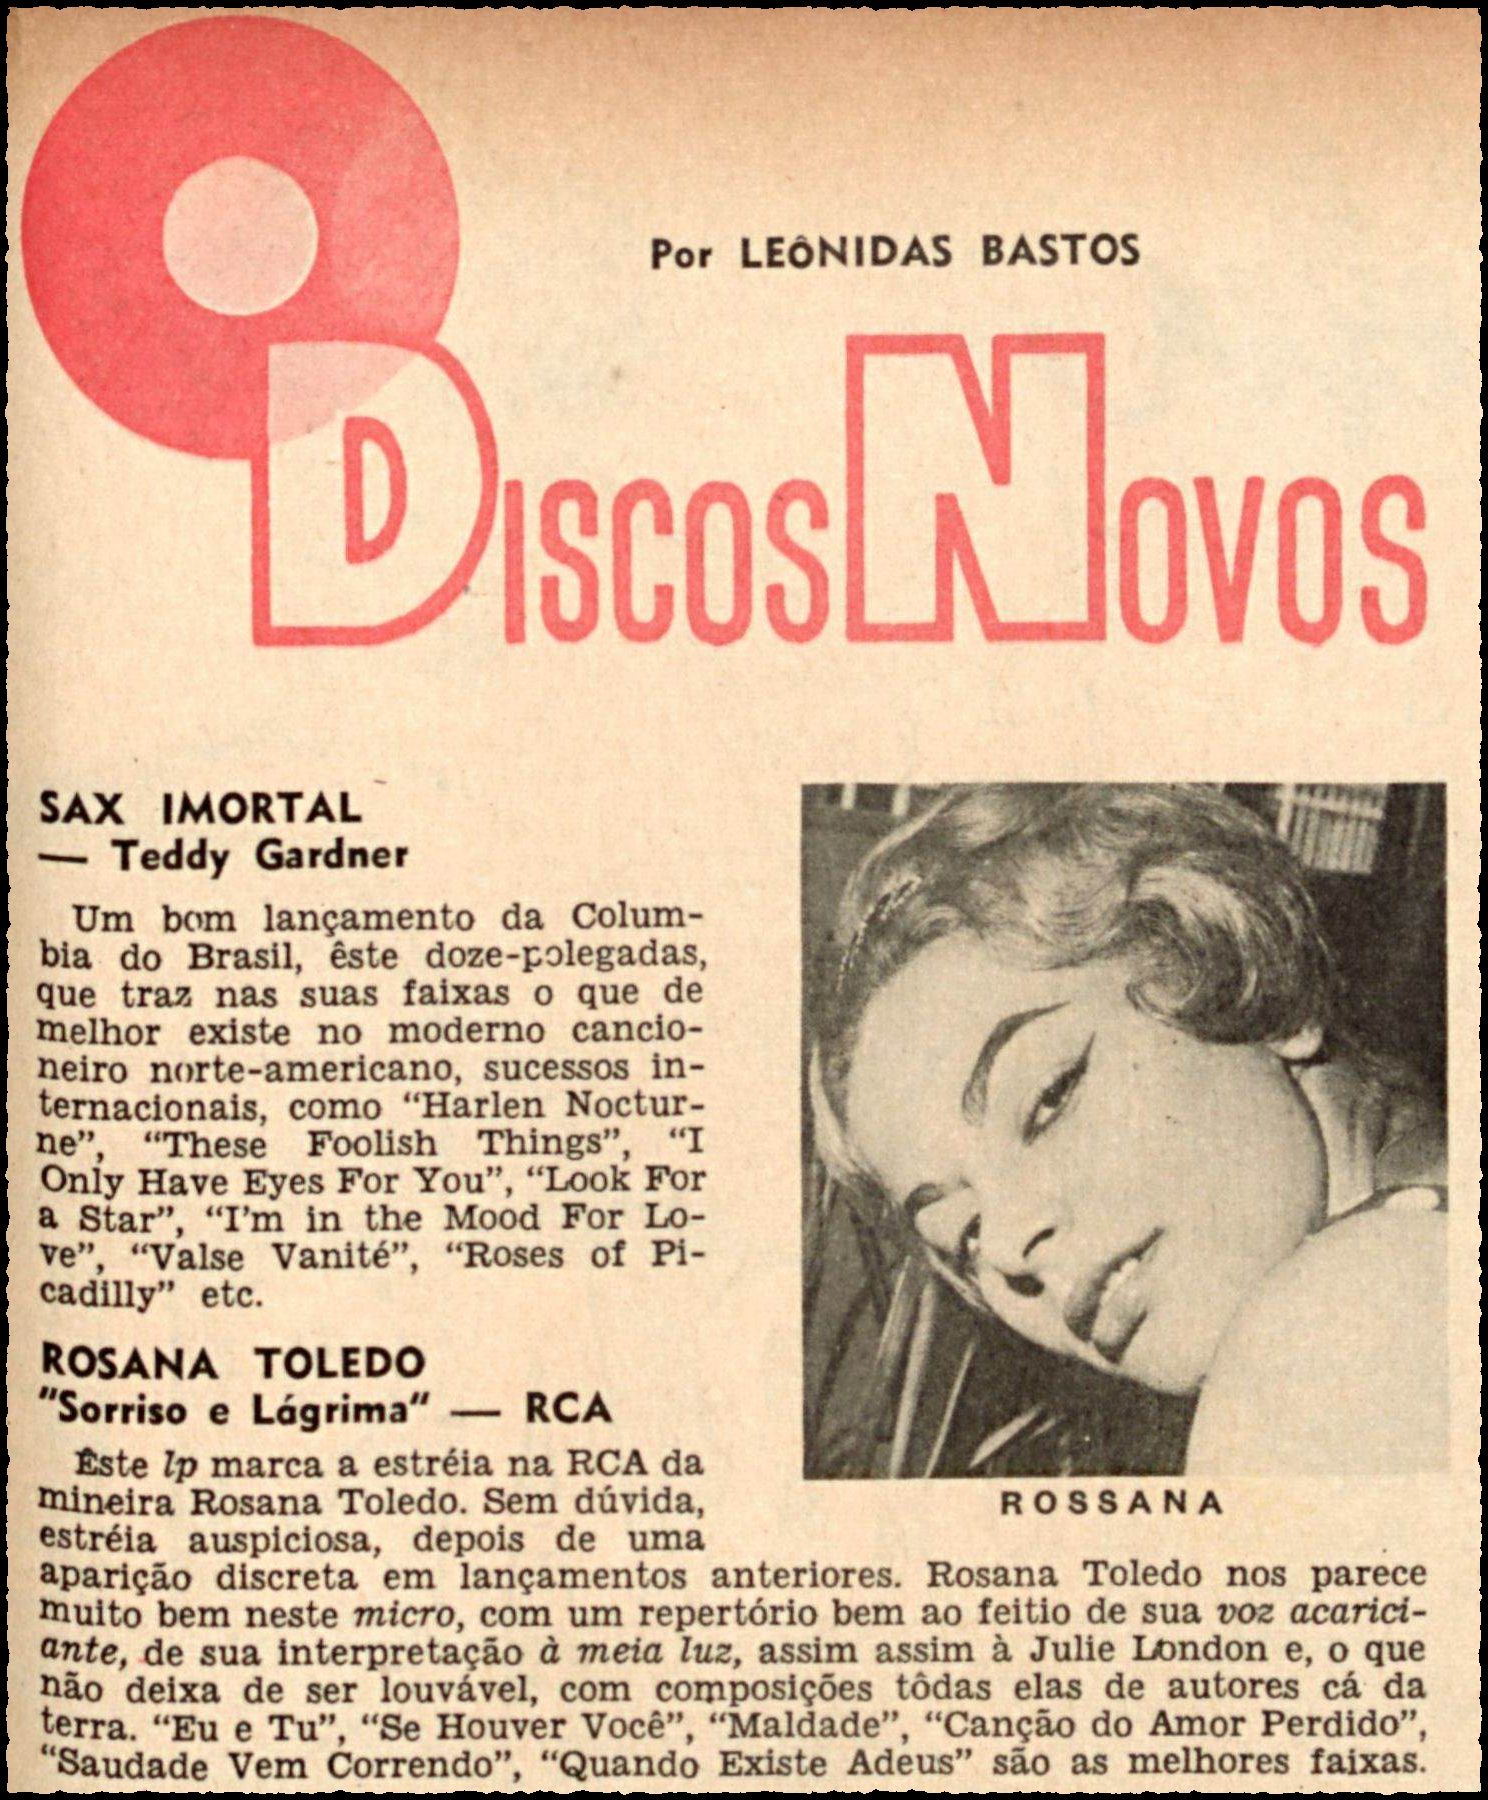 Por LEÔNIDAS BASTOS
DISCOS NOVOS
SAX IMORTAL
— Teddy Gardner
Um bom lançamento da Colum-
bia do Brasil, êste doze-polegadas,
que traz nas suas faixas o que de
melhor existe no moderno cancio-
neiro norte-americano, sucessos in-
ternacionais, como “Harlen Noctur-
ne”, “These Foolish Things”, “I
Only Have Eyes For You”, “Look For
a Star”, “I'm in the Mood For Lo-
ve”, “Valse Vanité”, “Roses of Pi-
cadilly” etc.
ROSANA TOLEDO
"Sorriso e Lágrima" — RCA
Êste lp marca a estréia na RCA da
mineira Rosana Toledo. Sem dúvida,
estréia auspiciosa, depois de uma
aparição discreta em lançamentos anteriores. Rosana Toledo nos parece
muito bem neste micro, com um repertório bem ao feitio de sua voz acarici-
ante, de sua interpretação à meia luz, assim assim à Julie London e, o que
não deixa de ser louvável, com composições tôdas elas de autores cá da
terra. “Eu e Tu”, “Se Houver Você”, “Maldade”, “Canção do Amor Perdido”,
“Saudade Vem Correndo”, “Quando Existe Adeus” são as melhores faixas.
ROSSANA